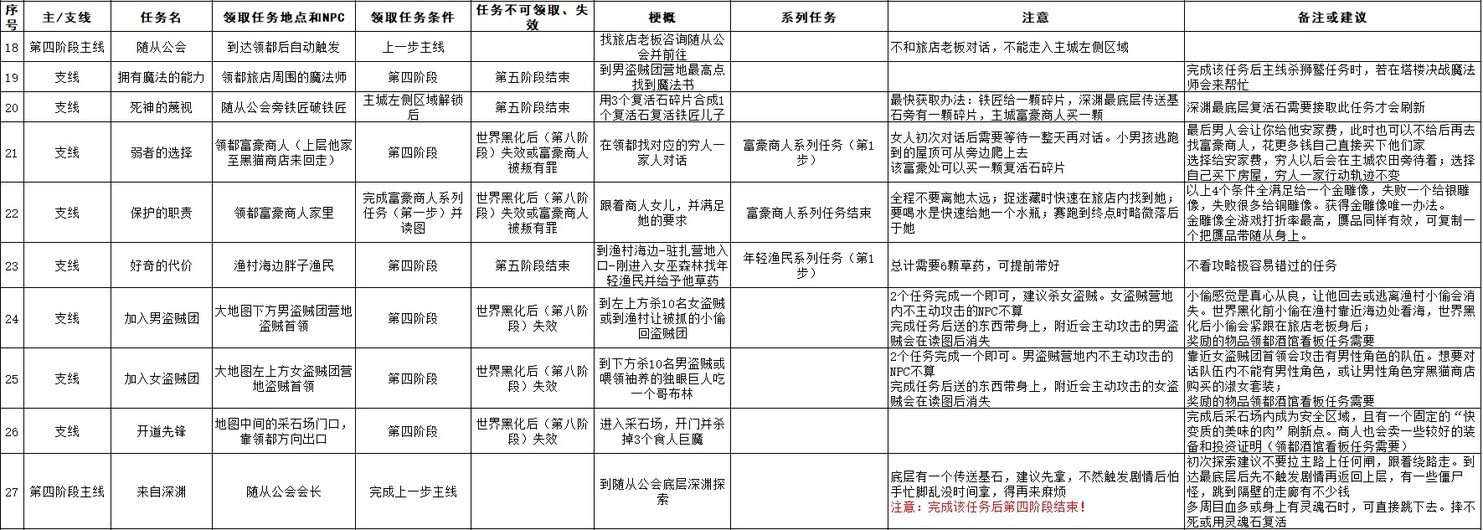 序号 主/支线 任务名 领取任务地点和NPC 领取任务条件 任务不可领取、失效 梗概 系列任务 注意 备注或建议
18 第四阶段主线 随从公会 到达领都后自动触发 上一步主线 找旅店老板咨询随从公会并前往 不和旅店老板对话，不能走入主城左侧区域
19 支线 拥有魔法的能力 领都旅店周围的魔法师 第四阶段 第五阶段结束 到男盗贼团营地最高点找到魔法书 完成该任务后主线杀狮鹫任务时，若在塔楼决战魔法师会来帮忙
20 支线 死神的蔑视 随从公会旁铁匠破铁匠 主城左侧区域解锁后 第五阶段结束 用3个复活石碎片合成1个复活石复活铁匠儿子 最快获取办法：铁匠给一颗碎片，深渊最底层传送基石旁有一颗碎片，主城富豪商人买一颗 深渊最底层复活石需要接取此任务才会刷新
21 支线 弱者的选择 领都富豪商人（上层他家至黑猫商店来回走） 第四阶段 世界黑化后（第八阶段）失效或富豪商人被叛有罪 在领都找对应的穷人一家人对话 富豪商人系列任务（第1步） 女人初次对话后需要等待一整天再对话。小男孩逃跑到的屋顶可从旁边爬上去
该富豪处可以买一颗复活石碎片 最后男人会让你给他安家费，此时也可以不给后再去找富豪商人，花更多钱自己直接买下他们家
选择给安家费，穷人以后会在主城农田旁待着；选择自己买下房屋，穷人一家行动轨迹不变
22 支线 保护的职责 领都富豪商人家里 完成富豪商人系列任务（第一步）并读图 世界黑化后（第八阶段）失效或富豪商人被叛有罪 跟着商人女儿，并满足她的要求 富豪商人系列任务结束 全程不要离她太远；捉迷藏时快速在旅店内找到她；要喝水是快速给她一个水瓶；赛跑到终点时略微落后于她 以上4个条件全满足给一个金雕像，失败一个给银雕像，失败很多给铜雕像。获得金雕像唯一办法。
金雕像全游戏打折率最高，赝品同样有效，可复制一个把赝品带随从身上。
23 支线 好奇的代价 渔村海边胖子渔民 第四阶段 第五阶段结束 到渔村海边-驻扎营地入口-刚进入女巫森林找年轻渔民并给予他草药 年轻渔民系列任务（第1步） 总计需要6颗草药，可提前带好 不看攻略极容易错过的任务
24 支线 加入男盗贼团 大地图下方男盗贼团营地盗贼首领 第四阶段 世界黑化后（第八阶段）失效 到左上方杀10名女盗贼或到渔村让被抓的小偷回盗贼团 2个任务完成一个即可，建议杀女盗贼。女盗贼营地内不主动攻击的NPC不算
完成任务后送的东西带身上，附近会主动攻击的男盗贼会在读图后消失 小偷感觉是真心从良，让他回去或逃离渔村小偷会消失。世界黑化前小偷在渔村靠近海边处看海，世界黑化后小偷会紧跟在旅店老板身后；
奖励的物品领都酒馆看板任务需要
25 支线 加入女盗贼团 大地图左上方女盗贼团营地盗贼首领 第四阶段 世界黑化后（第八阶段）失效 到下方杀10名男盗贼或喂领袖养的独眼巨人吃一个哥布林 2个任务完成一个即可。男盗贼营地内不主动攻击的NPC不算
完成任务后送的东西带身上，附近会主动攻击的女盗贼会在读图后消失 靠近女盗贼团首领会攻击有男性角色的队伍。想要对话队伍内不能有男性角色，或让男性角色穿黑猫商店购买的淑女套装；
奖励的物品领都酒馆看板任务需要
26 支线 开道先锋 地图中间的采石场门口，靠领都方向出口 第四阶段 世界黑化后（第八阶段）失效 进入采石场，开门并杀掉3个食人巨魔 完成后采石场内成为安全区域，且有一个固定的“快变质的美味的肉”刷新点。商人也会卖一些较好的装备和投资证明（领都酒馆看板任务需要）
27 第四阶段主线 来自深渊 随从公会会长 完成上一步主线 到随从公会底层深渊探索 底层有一个传送基石，建议先拿，不然触发剧情后怕手忙脚乱没时间拿，得再来麻烦
注意：完成该任务后第四阶段结束！ 初次探索建议不要拉主路上任何闸，跟着绕路走。到达最底层后先不触发剧情再返回上层，有一些僵尸怪，跳到隔壁的走廊有不少钱
多周目血多或身上有灵魂石时，可直接跳下去。摔不死或用灵魂石复活